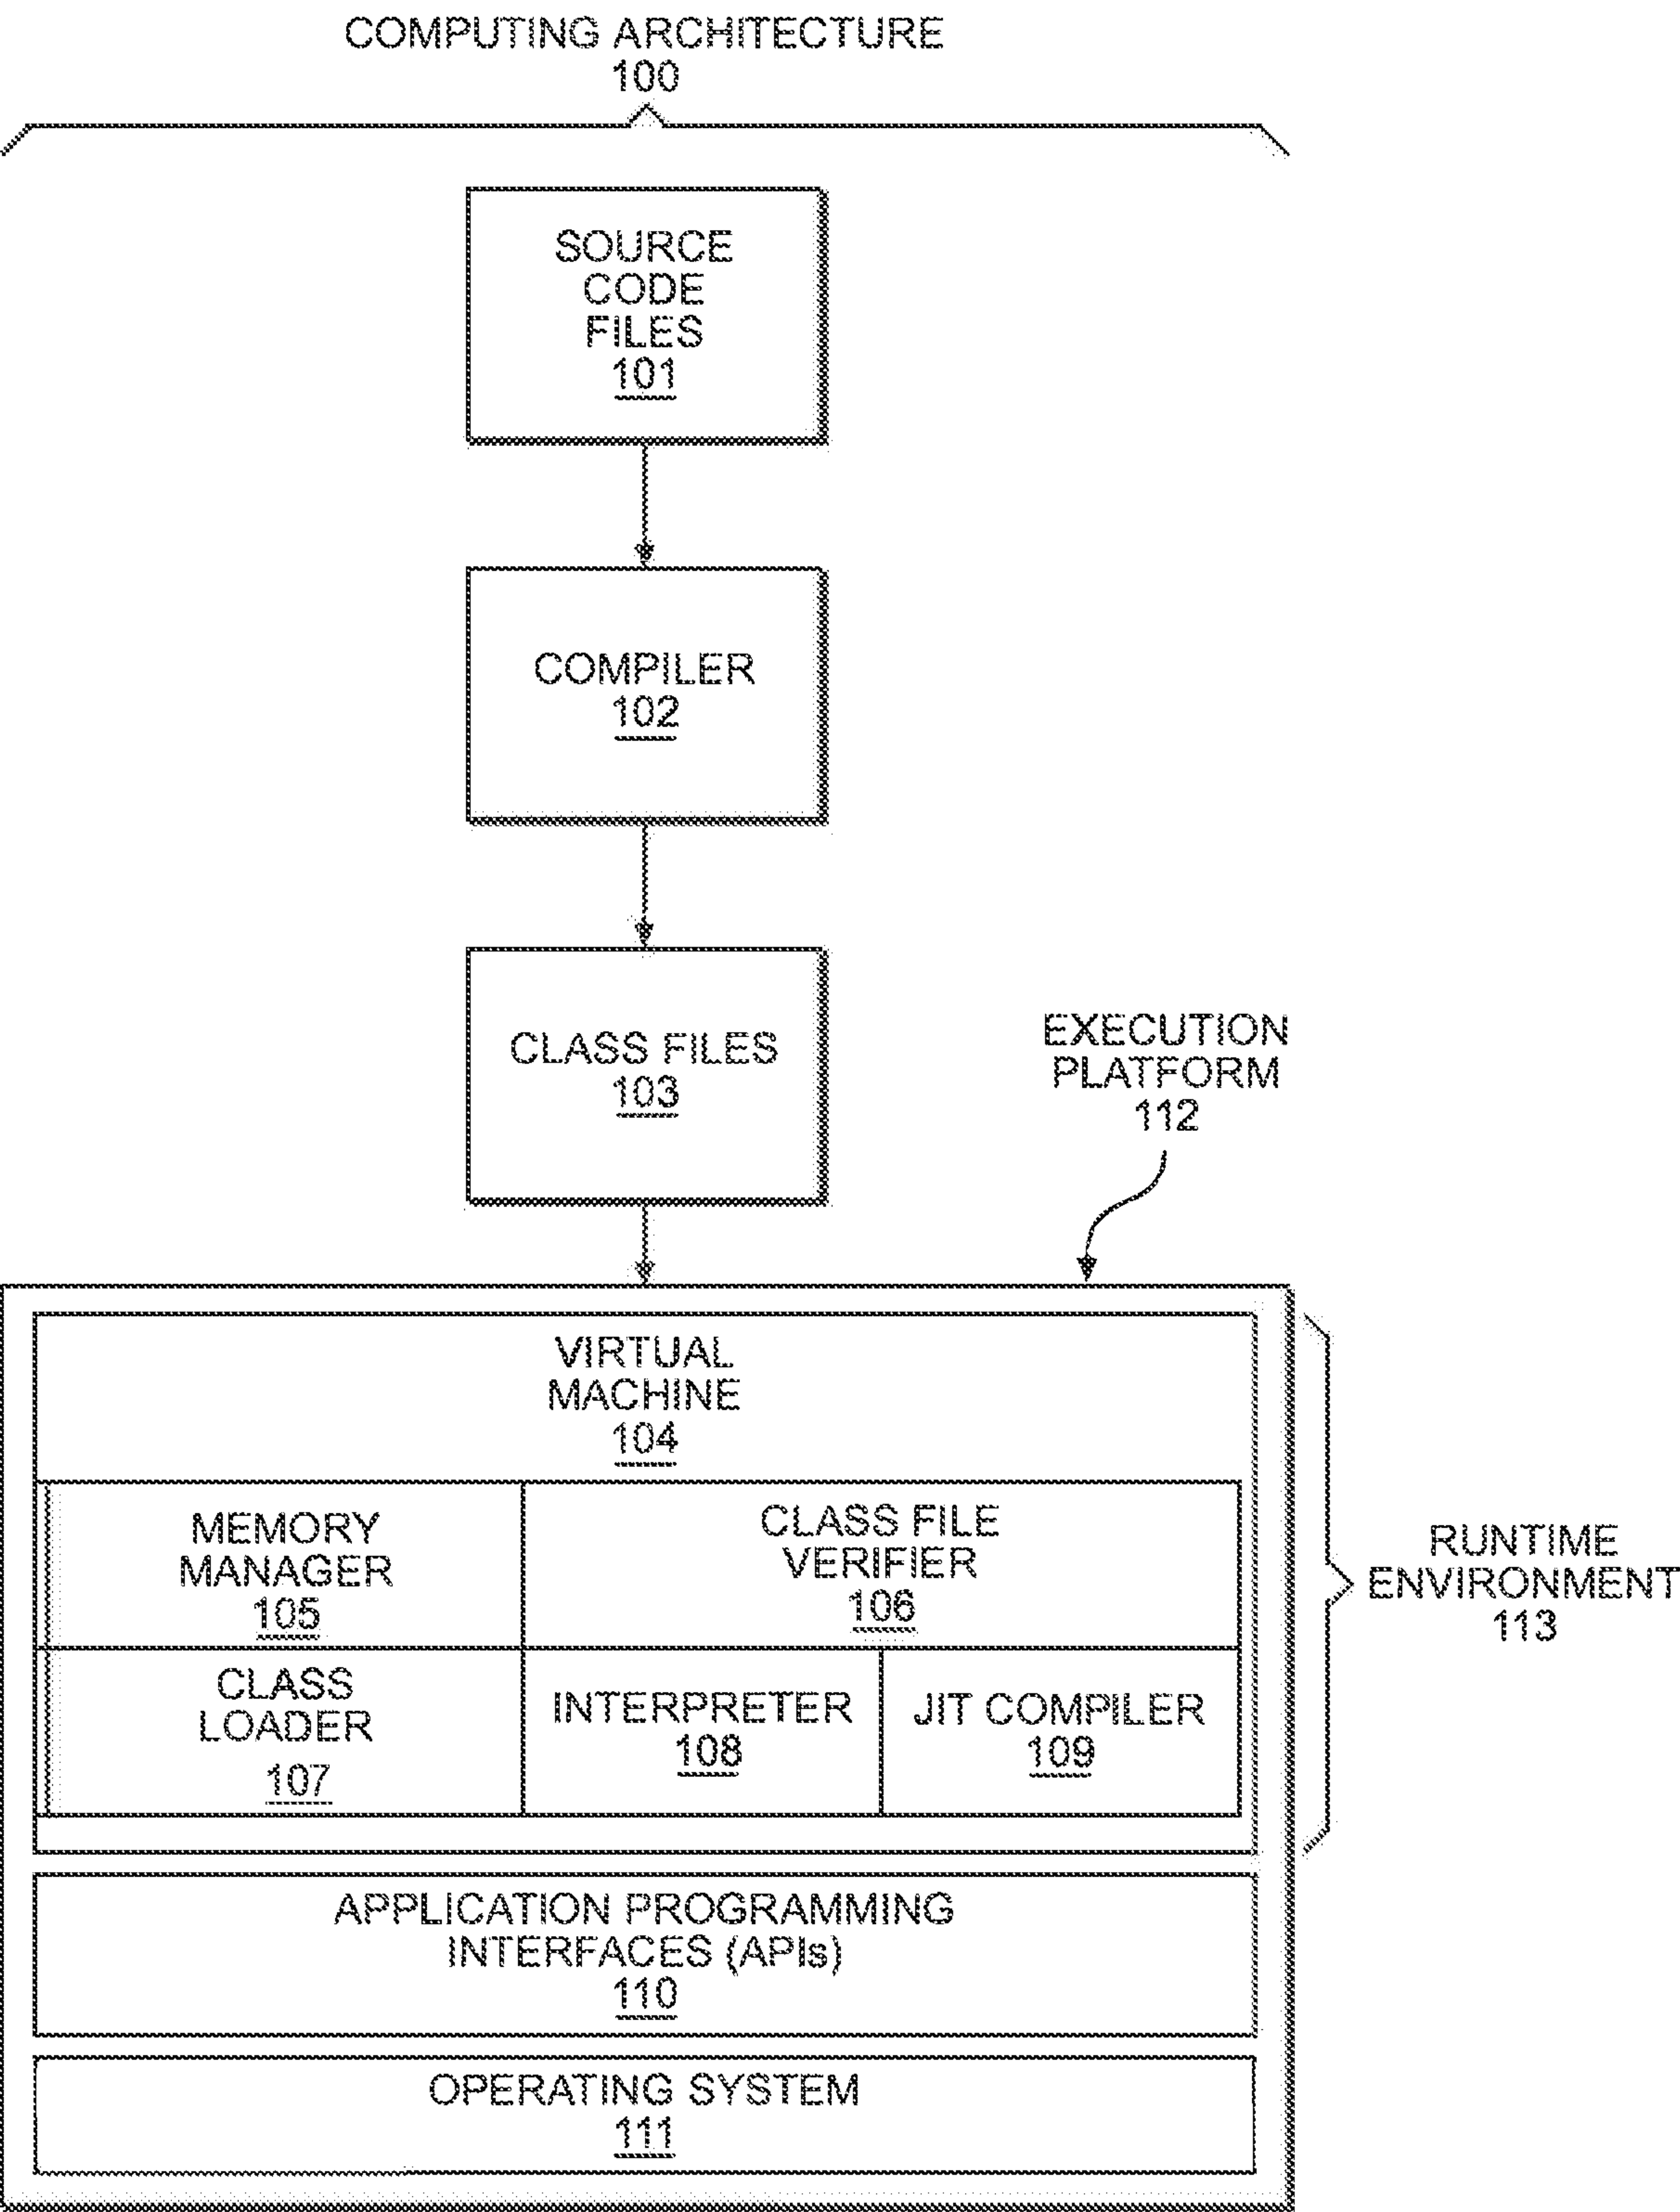 COMPUTING ARCHITECTURE
100
SOURCE
CODE
FILES
101
COMPILER
102
CLASS FILES
103
EXECUTION
PLATFORM
112
VIRTUAL
MACHINE
104
MEMORY
MANAGER
105
CLASS FILE
VERIFIER
106
CLASS
LOADER
107
INTERPRETER
108
JIT COMPILER
109
RUNTIME
ENVIRONMENT
113
APPLICATION PROGRAMMING
INTERFACES (APIs)
110
OPERATING SYSTEM
111